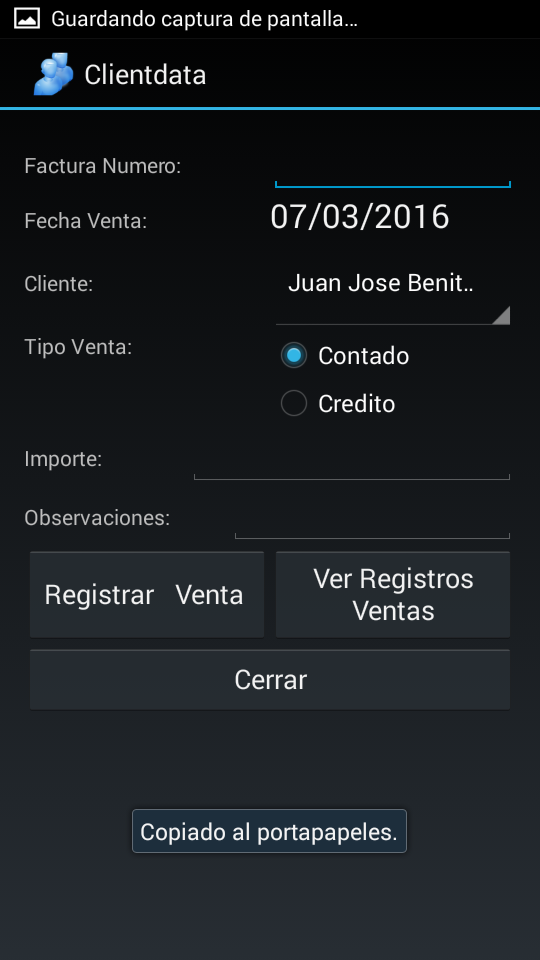 Guardando captura de pantalla...
Clientdata
Factura Numero:
Fecha Venta: 07/03/2016
Cliente: Juan Jose Benit..
Tipo Venta: Contado
Credito
Importe:
Observaciones:
Registrar Venta
Ver Registros
Ventas
Cerrar
Copiado al portapapeles.